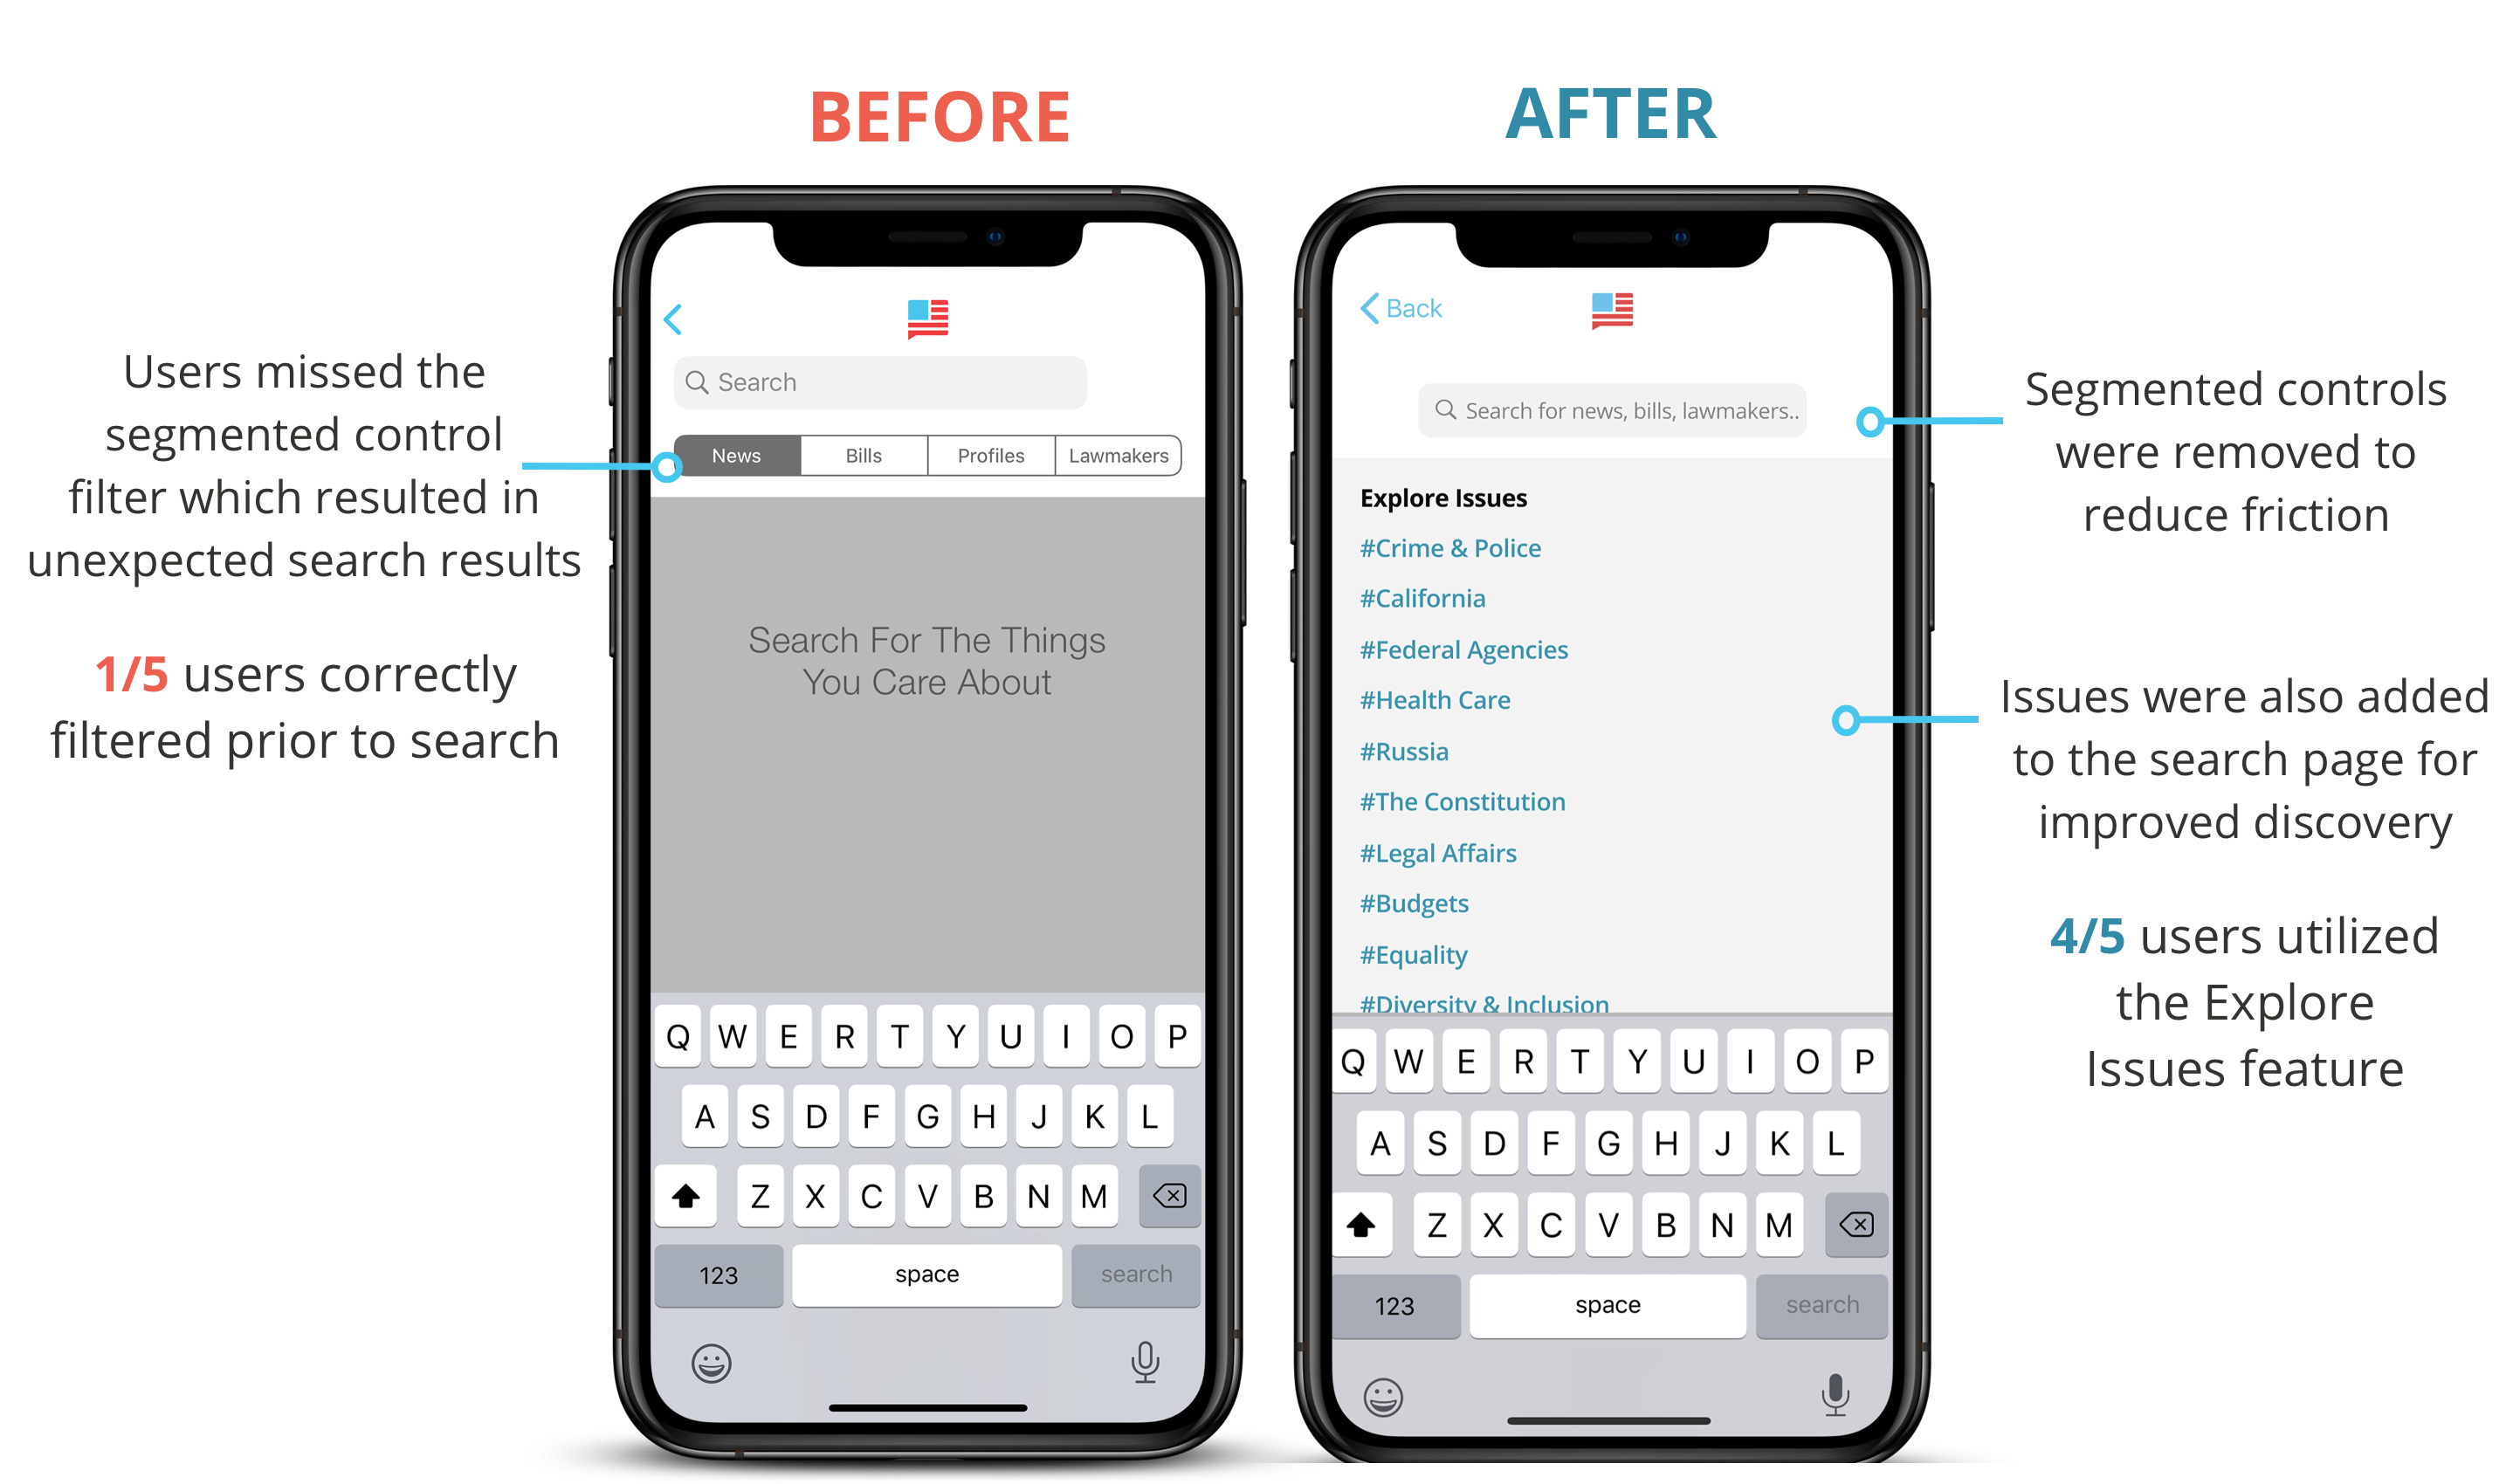 BEFORE
AFTER
Users missed the
segmented control
filter which resulted in
unexpected search results
1/5 users correctly
filtered prior to search
Search
News Bills Profiles Lawmakers
Search For The Things
You Care About
Q W E R T Y U I O P
A S D F G H J K L
Z X C V B N M
123 space search
Back
Search for news, bills, lawmakers..
Explore Issues
#Crime & Police
#California
#Federal Agencies
#Health Care
#Russia
#The Constitution
#Legal Affairs
#Budgets
#Equality
#Diversity & Inclusion
Q W E R T Y U I O P
A S D F G H J K L
Z X C V B N M
123 space search
Segmented controls
were removed to
reduce friction
Issues were also added
to the search page for
improved discovery
4/5 users utilized
the Explore
Issues feature